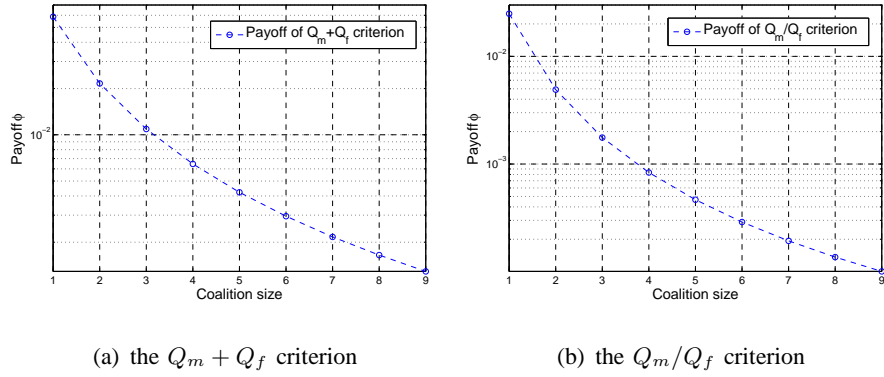 Payoff of Q_m+Q_f criterion
10^−2
Payoff ϕ
1 2 3 4 5 6 7 8 9
Coalition size
(a) the Q_m + Q_f criterion
Payoff of Q_m/Q_f criterion
10^−2
10^−3
Payoff ϕ
1 2 3 4 5 6 7 8 9
Coalition size
(b) the Q_m/Q_f criterion